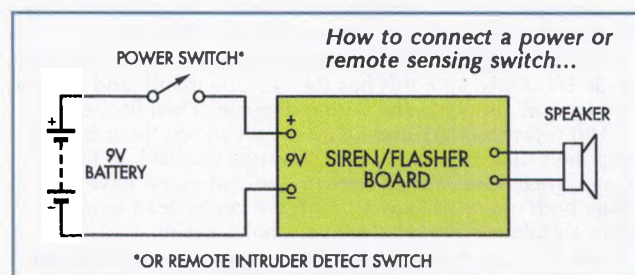 How to connect a power or
remote sensing switch...
POWER SWITCH*
SPEAKER
+
+
9V
BATTERY
9V
SIREN/FLASHER
BOARD
-
-
*OR REMOTE INTRUDER DETECT SWITCH